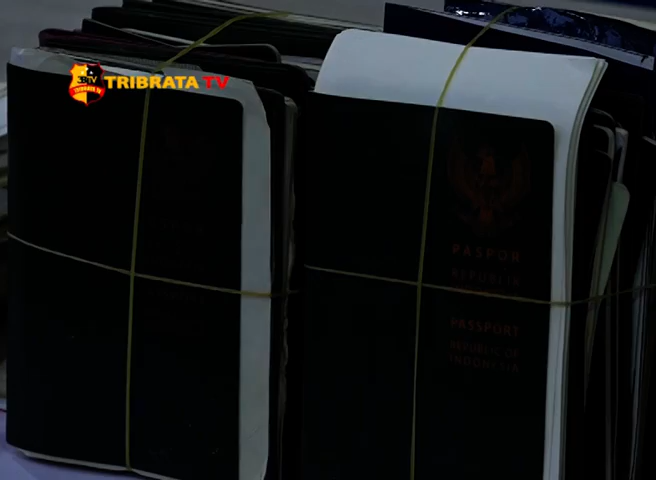 TRIBRATA TV
PASPOR
REPUBLIK
PASSPORT
REPUBLIC OF
INDONESIA